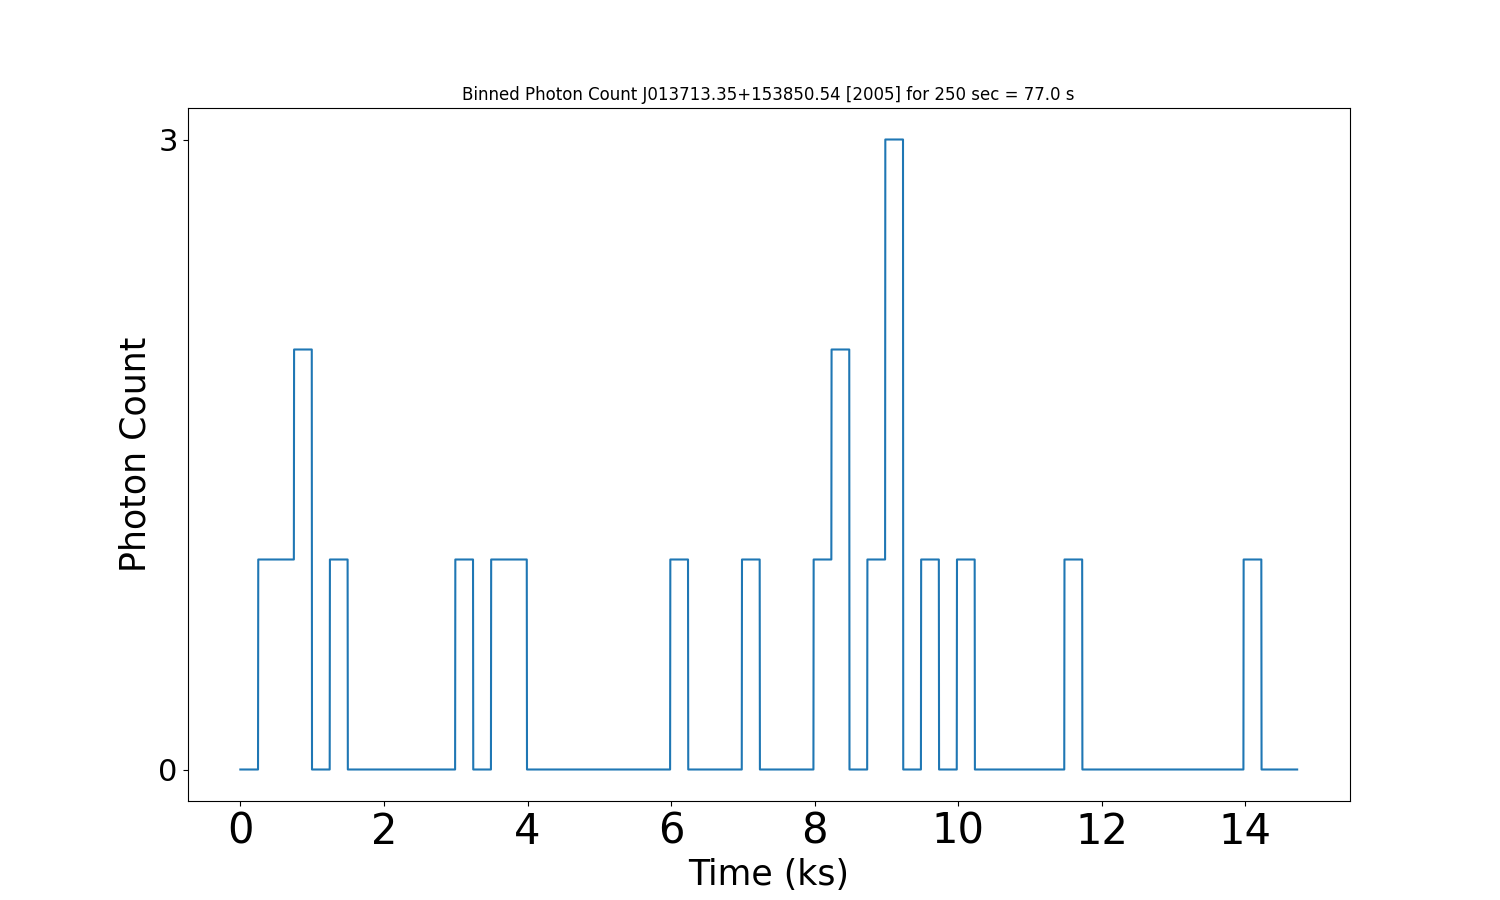 Binned Photon Count J013713.35+153850.54 [2005] for 250 sec = 77.0 s
3
Photon Count
0
0 2 4 6 8 10 12 14
Time (ks)